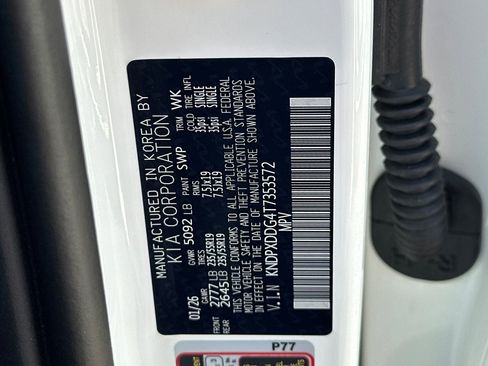 MANUFACTURED IN KOREA BY
KIA CORPORATION
01/26 GVWR 5092 LB PAINT SWP TRIM WK
GAWR TIRES RIMS COLD TIRE INFL
FRONT 2777 LB 235/55R19 7.5Jx19 35psi SINGLE
REAR 2645 LB 235/55R19 7.5Jx19 35psi SINGLE
THIS VEHICLE CONFORMS TO ALL APPLICABLE U.S.A. FEDERAL
MOTOR VEHICLE SAFETY AND THEFT PREVENTION STANDARDS
IN EFFECT ON THE DATE OF MANUFACTURE SHOWN ABOVE.
V.I.N KNDPXDDG4T7353572
MPV
P77